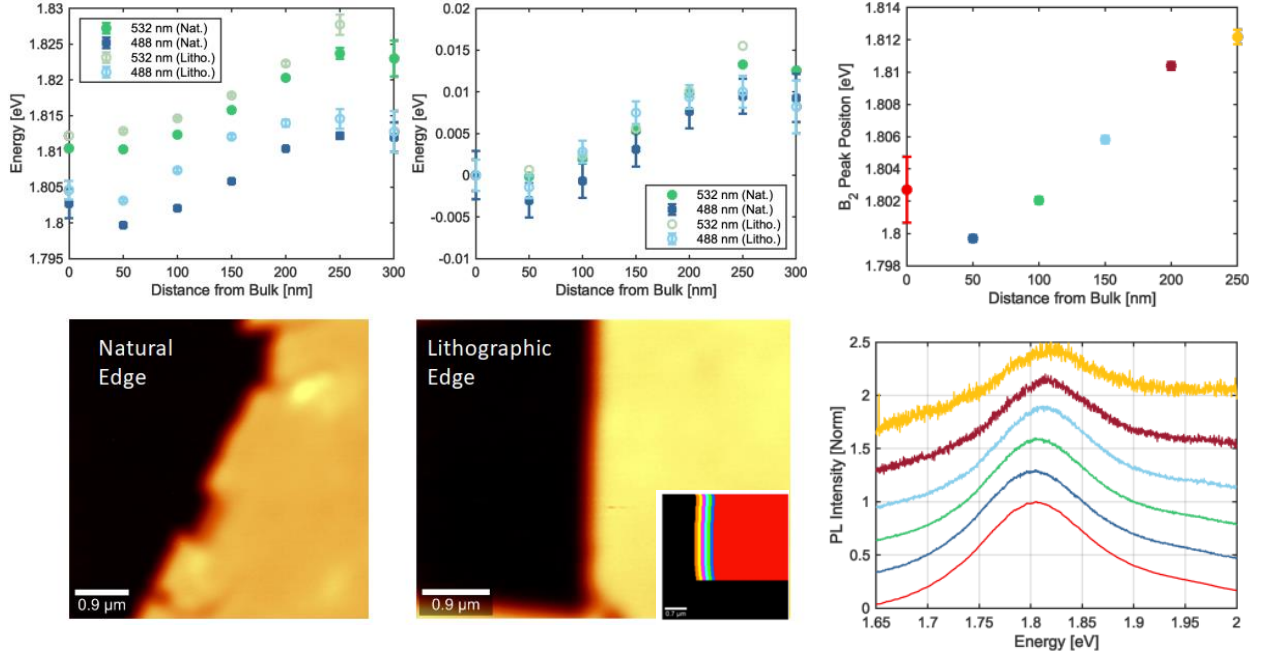 1.83
1.825
1.82
1.815
1.81
1.805
1.8
1.795
Energy [eV]
532 nm (Nat.)
488 nm (Nat.)
532 nm (Litho.)
488 nm (Litho.)
0 50 100 150 200 250 300
Distance from Bulk [nm]
0.02
0.015
0.01
0.005
0
-0.005
-0.01
Energy [eV]
532 nm (Nat.)
488 nm (Nat.)
532 nm (Litho.)
488 nm (Litho.)
0 50 100 150 200 250 300
Distance from Bulk [nm]
1.814
1.812
1.81
1.808
1.806
1.804
1.802
1.8
1.798
B2 Peak Positon [eV]
0 50 100 150 200 250
Distance from Bulk [nm]
Natural
Edge
0.9 µm
Lithographic
Edge
0.9 µm
0.7 µm
2.5
2
1.5
1
0.5
0
PL Intensity [Norm]
1.65 1.7 1.75 1.8 1.85 1.9 1.95 2
Energy [eV]